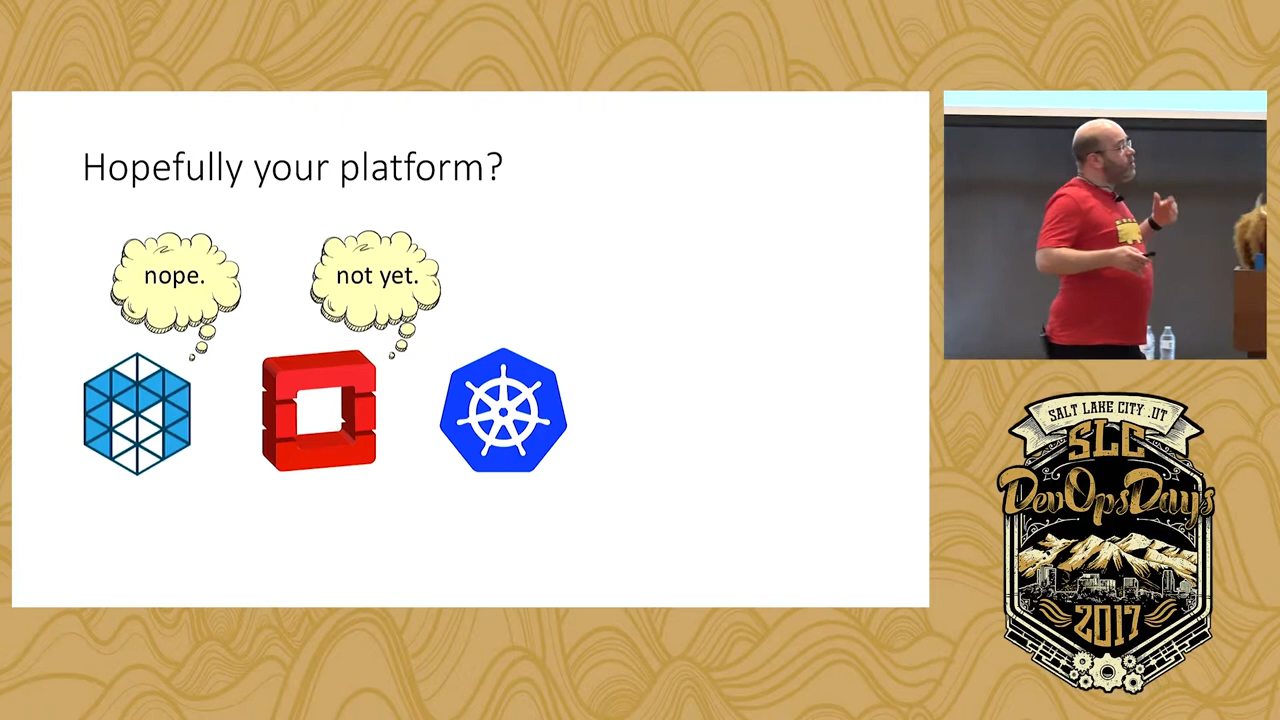 Hopefully your platform?
nope.
not yet.
SALT LAKE CITY .UT
SLC
DevOpsDays
2017